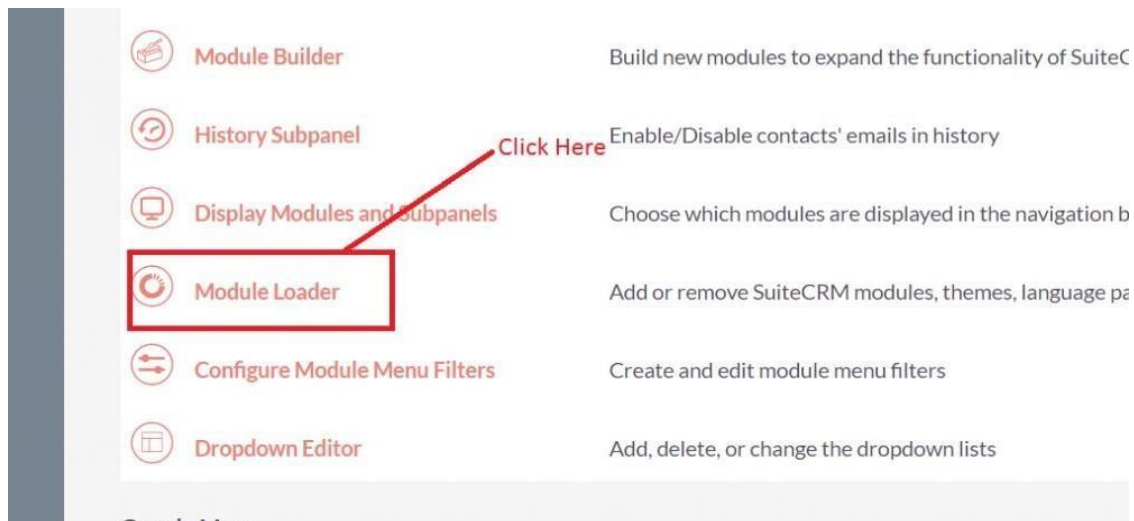 Module Builder Build new modules to expand the functionality of
History Subpanel Enable/Disable contacts' emails in history
Click Here
Display Modules and Subpanels Choose which modules are displayed in the navigation
Module Loader Add or remove SuiteCRM modules, themes, language
Configure Module Menu Filters Create and edit module menu filters
Dropdown Editor Add, delete, or change the dropdown lists